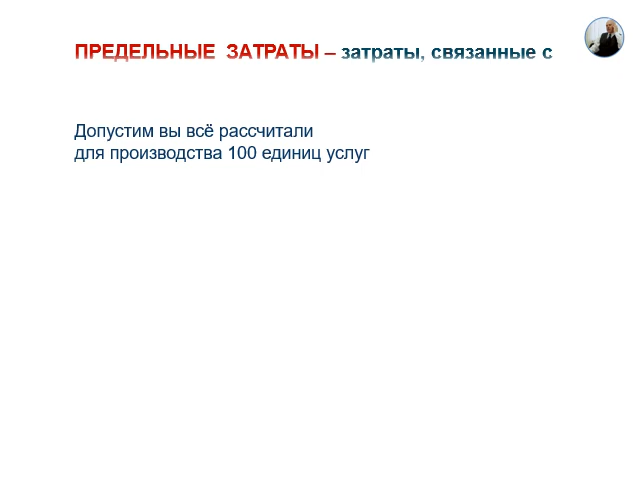 ПРЕДЕЛЬНЫЕ ЗАТРАТЫ – затраты, связанные с
Допустим вы всё рассчитали
для производства 100 единиц услуг